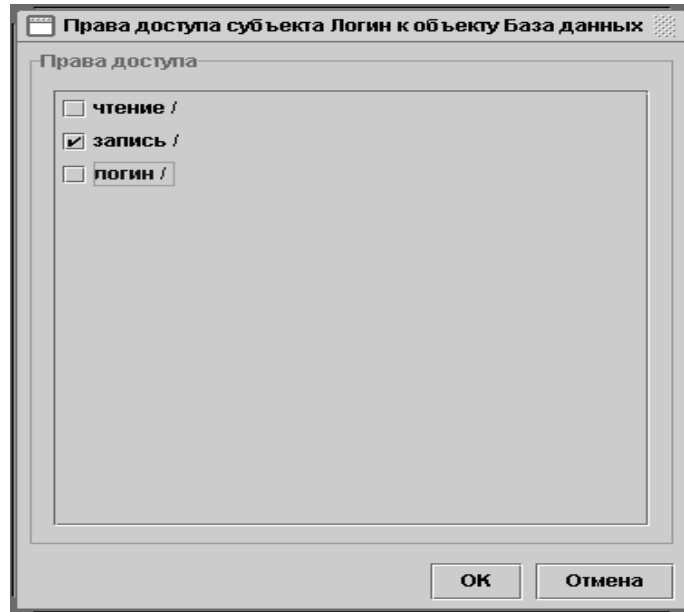 Права доступа субъекта Логин к объекту База данных
Права доступа
чтение /
запись /
логин /
OK
Отмена